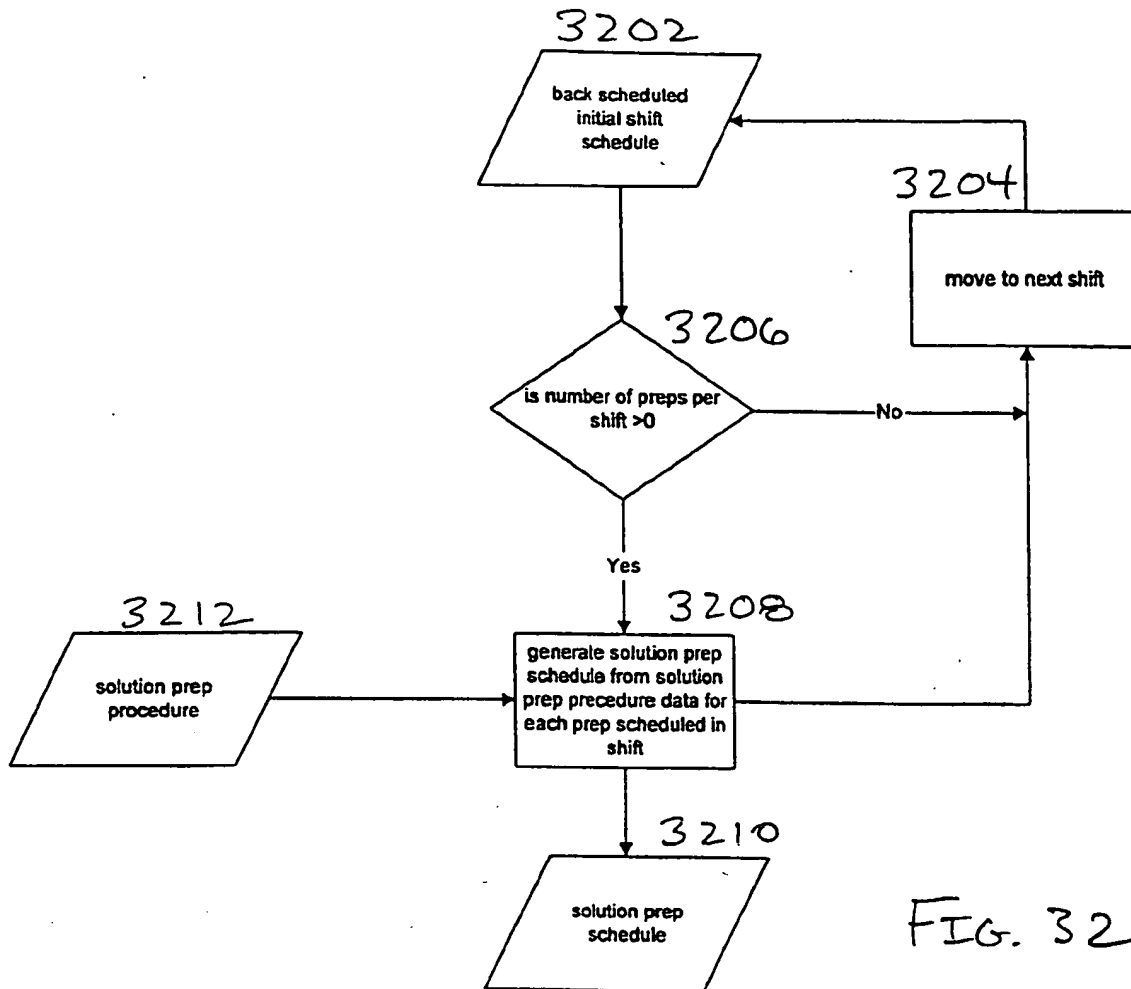 3202
back scheduled
initial shift
schedule
3204
move to next shift
3206
is number of preps per
shift >0
No
Yes
3212
solution prep
procedure
3208
generate solution prep
schedule from solution
prep precedure data for
each prep scheduled in
shift
3210
solution prep
schedule
FIG. 32